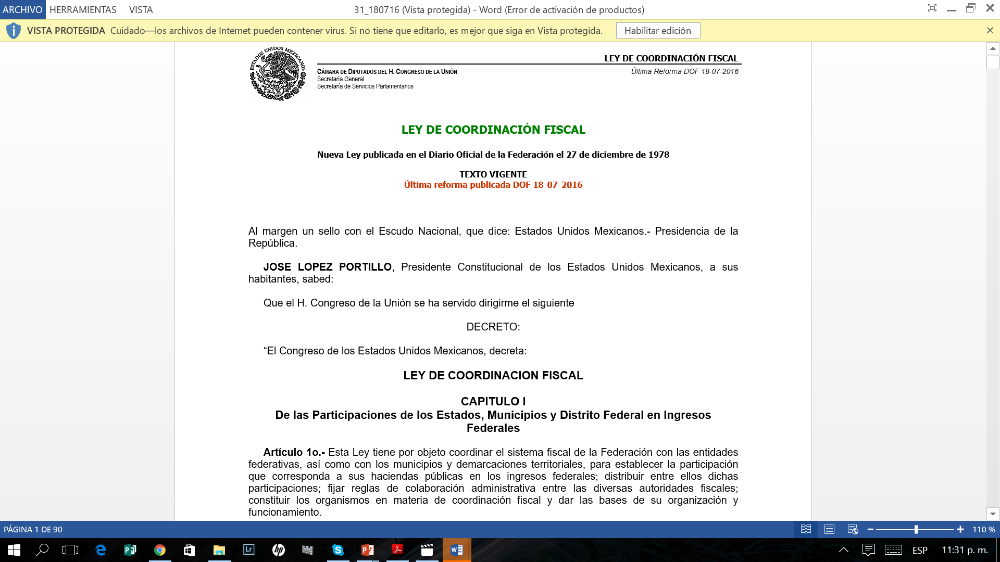 ARCHIVO HERRAMIENTAS VISTA 31_180716 (Vista protegida) - Word (Error de activación de productos)
VISTA PROTEGIDA Cuidado—los archivos de Internet pueden contener virus. Si no tiene que editarlo, es mejor que siga en Vista protegida. Habilitar edición
ESTADOS UNIDOS MEXICANOS
LEY DE COORDINACIÓN FISCAL
CÁMARA DE DIPUTADOS DEL H. CONGRESO DE LA UNIÓN
Última Reforma DOF 18-07-2016
Secretaría General
Secretaría de Servicios Parlamentarios
LEY DE COORDINACIÓN FISCAL
Nueva Ley publicada en el Diario Oficial de la Federación el 27 de diciembre de 1978
TEXTO VIGENTE
Última reforma publicada DOF 18-07-2016
Al margen un sello con el Escudo Nacional, que dice: Estados Unidos Mexicanos.- Presidencia de la
República.
JOSE LOPEZ PORTILLO, Presidente Constitucional de los Estados Unidos Mexicanos, a sus
habitantes, sabed:
Que el H. Congreso de la Unión se ha servido dirigirme el siguiente
DECRETO:
“El Congreso de los Estados Unidos Mexicanos, decreta:
LEY DE COORDINACION FISCAL
CAPITULO I
De las Participaciones de los Estados, Municipios y Distrito Federal en Ingresos
Federales
Artículo 1o.- Esta Ley tiene por objeto coordinar el sistema fiscal de la Federación con las entidades
federativas, así como con los municipios y demarcaciones territoriales, para establecer la participación
que corresponda a sus haciendas públicas en los ingresos federales; distribuir entre ellos dichas
participaciones; fijar reglas de colaboración administrativa entre las diversas autoridades fiscales;
constituir los organismos en materia de coordinación fiscal y dar las bases de su organización y
funcionamiento.
PÁGINA 1 DE 90
110 %
Lr
hp
ESP
11:31 p. m.